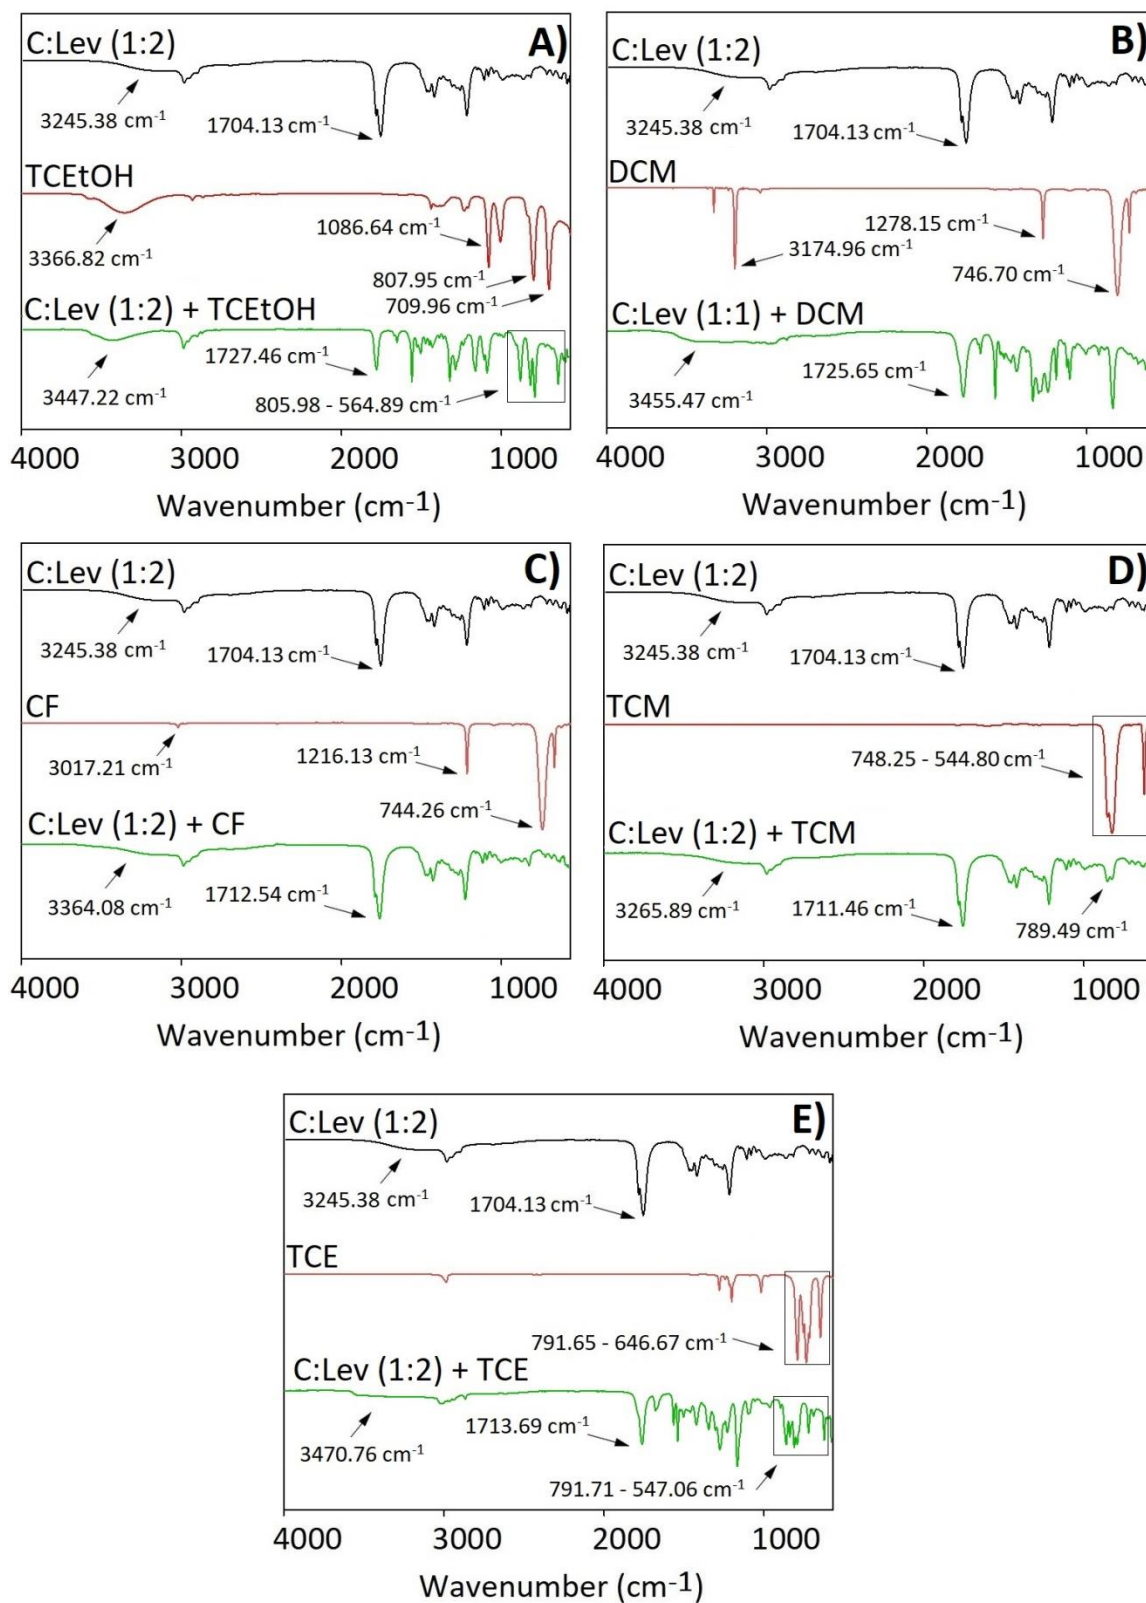 A)
C:Lev (1:2)
3245.38 cm⁻¹
1704.13 cm⁻¹
TCEtOH
3366.82 cm⁻¹
1086.64 cm⁻¹
807.95 cm⁻¹
709.96 cm⁻¹
C:Lev (1:2) + TCEtOH
3447.22 cm⁻¹
1727.46 cm⁻¹
805.98 - 564.89 cm⁻¹
4000 3000 2000 1000
Wavenumber (cm⁻¹)
B)
C:Lev (1:2)
3245.38 cm⁻¹
1704.13 cm⁻¹
DCM
3174.96 cm⁻¹
1278.15 cm⁻¹
746.70 cm⁻¹
C:Lev (1:1) + DCM
3455.47 cm⁻¹
1725.65 cm⁻¹
4000 3000 2000 1000
Wavenumber (cm⁻¹)
C)
C:Lev (1:2)
3245.38 cm⁻¹
1704.13 cm⁻¹
CF
3017.21 cm⁻¹
1216.13 cm⁻¹
744.26 cm⁻¹
C:Lev (1:2) + CF
3364.08 cm⁻¹
1712.54 cm⁻¹
4000 3000 2000 1000
Wavenumber (cm⁻¹)
D)
C:Lev (1:2)
3245.38 cm⁻¹
1704.13 cm⁻¹
TCM
748.25 - 544.80 cm⁻¹
C:Lev (1:2) + TCM
3265.89 cm⁻¹
1711.46 cm⁻¹
789.49 cm⁻¹
4000 3000 2000 1000
Wavenumber (cm⁻¹)
E)
C:Lev (1:2)
3245.38 cm⁻¹
1704.13 cm⁻¹
TCE
791.65 - 646.67 cm⁻¹
C:Lev (1:2) + TCE
3470.76 cm⁻¹
1713.69 cm⁻¹
791.71 - 547.06 cm⁻¹
4000 3000 2000 1000
Wavenumber (cm⁻¹)